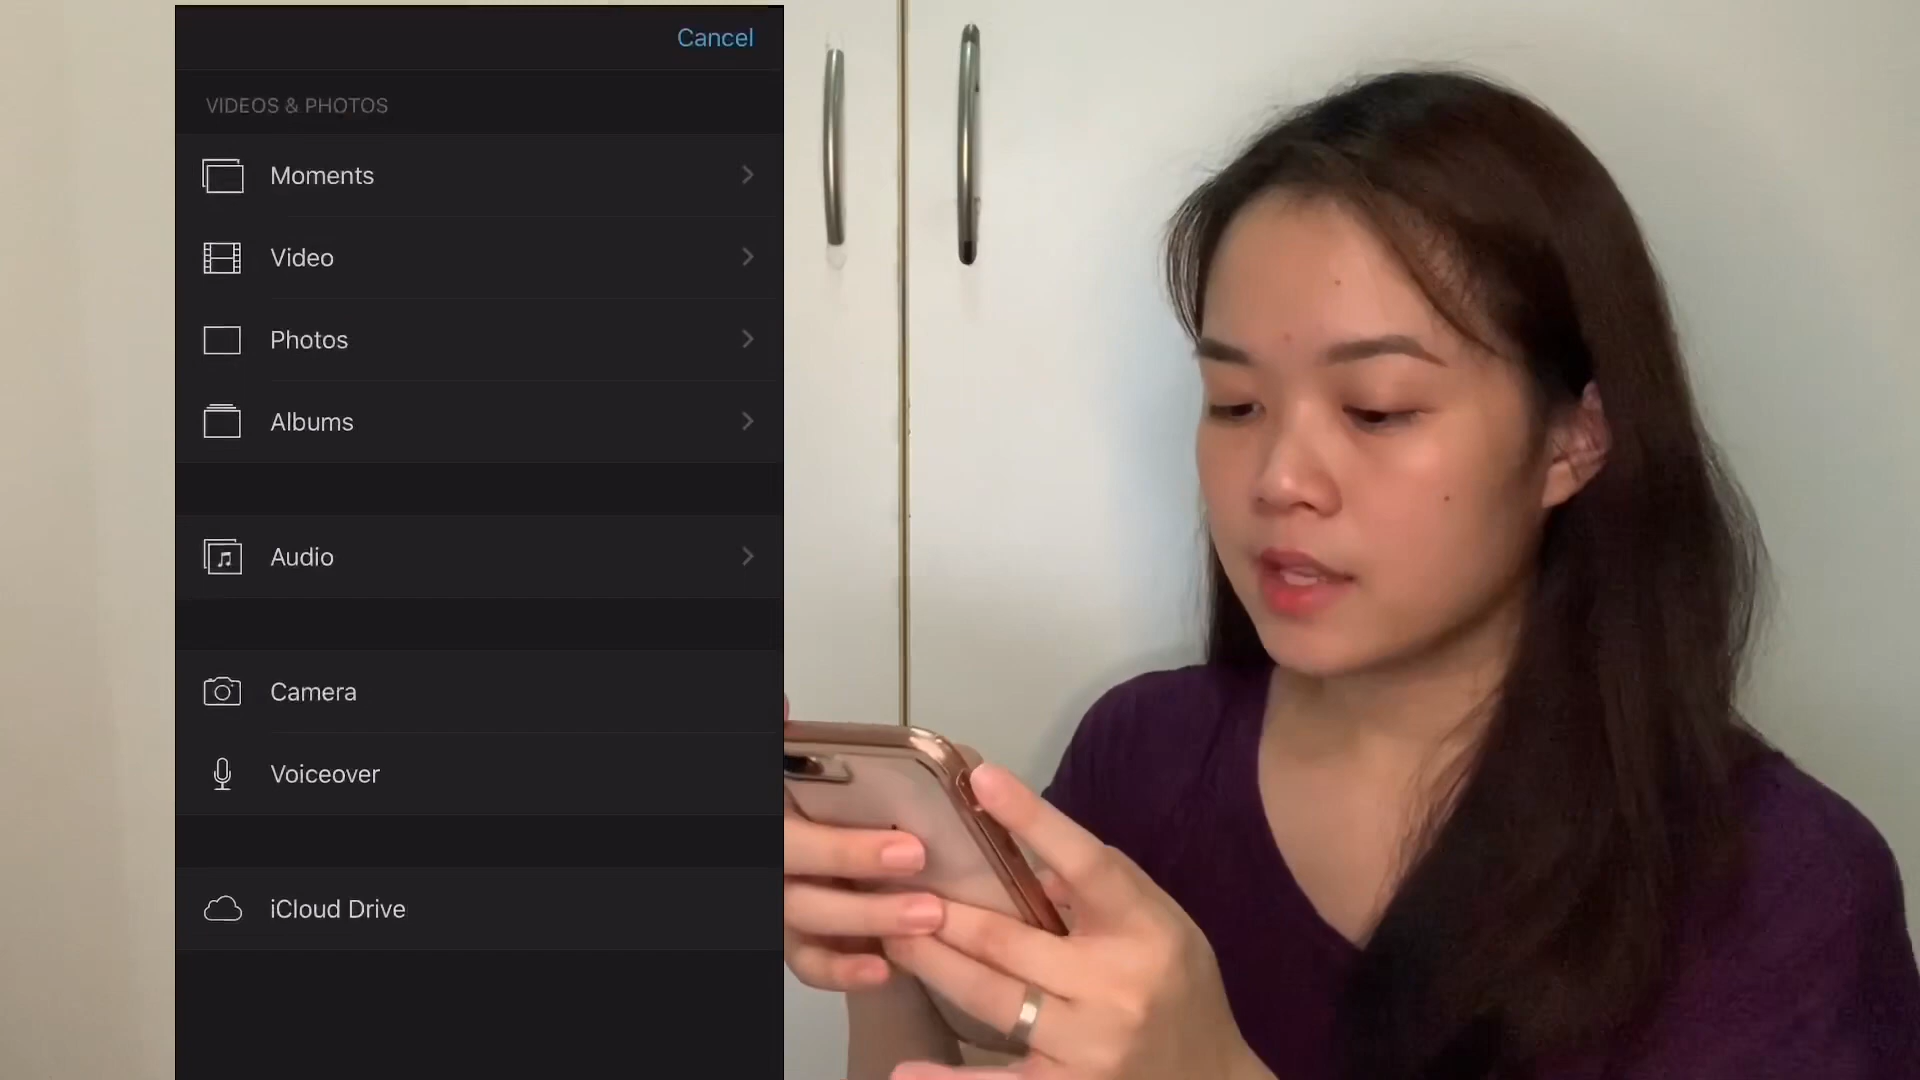 Cancel
VIDEOS & PHOTOS
Moments
Video
Photos
Albums
Audio
Camera
Voiceover
iCloud Drive